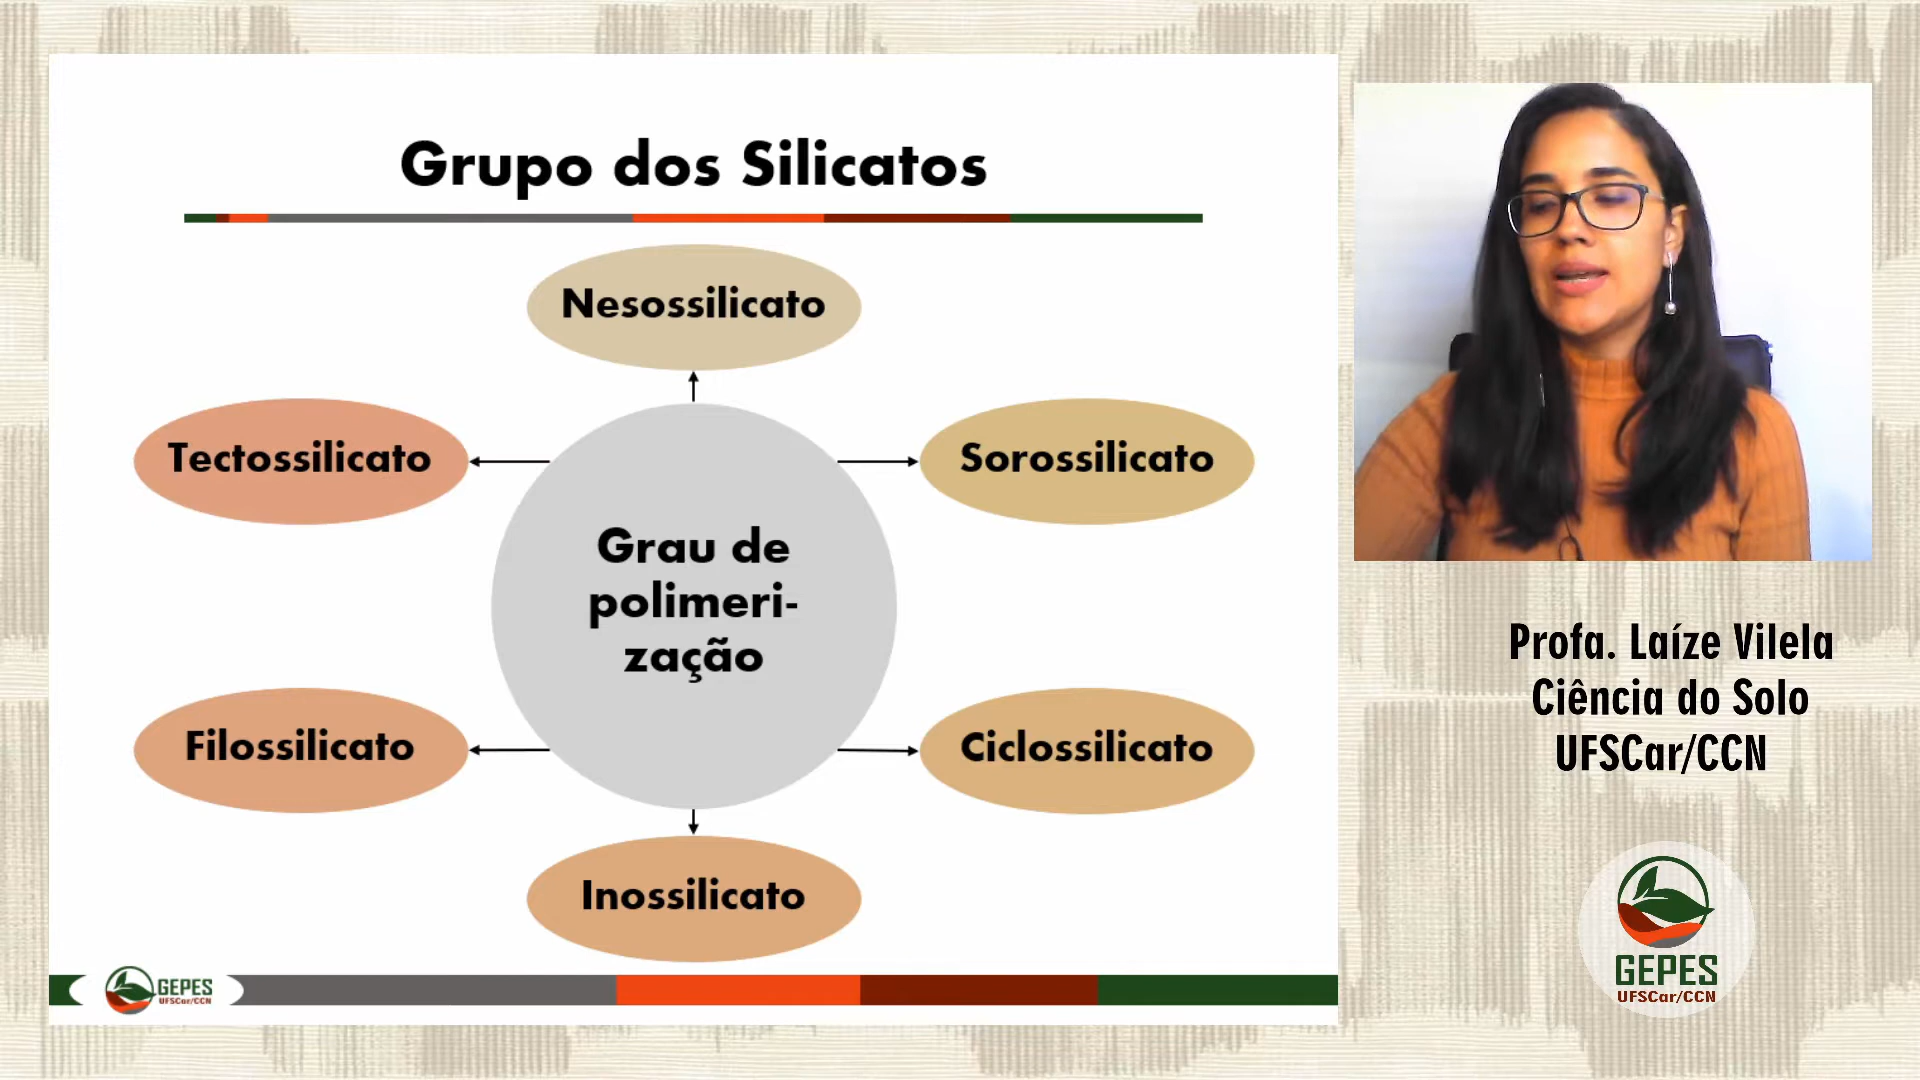 Grupo dos Silicatos
Nesossilicato
Tectossilicato
Sorossilicato
Grau de
polimeri-
zação
Filossilicato
Ciclossilicato
Inossilicato
GEPES
UFSCar/CCN
Profa. Laíze Vilela
Ciência do Solo
UFSCar/CCN
GEPES
UFSCar/CCN